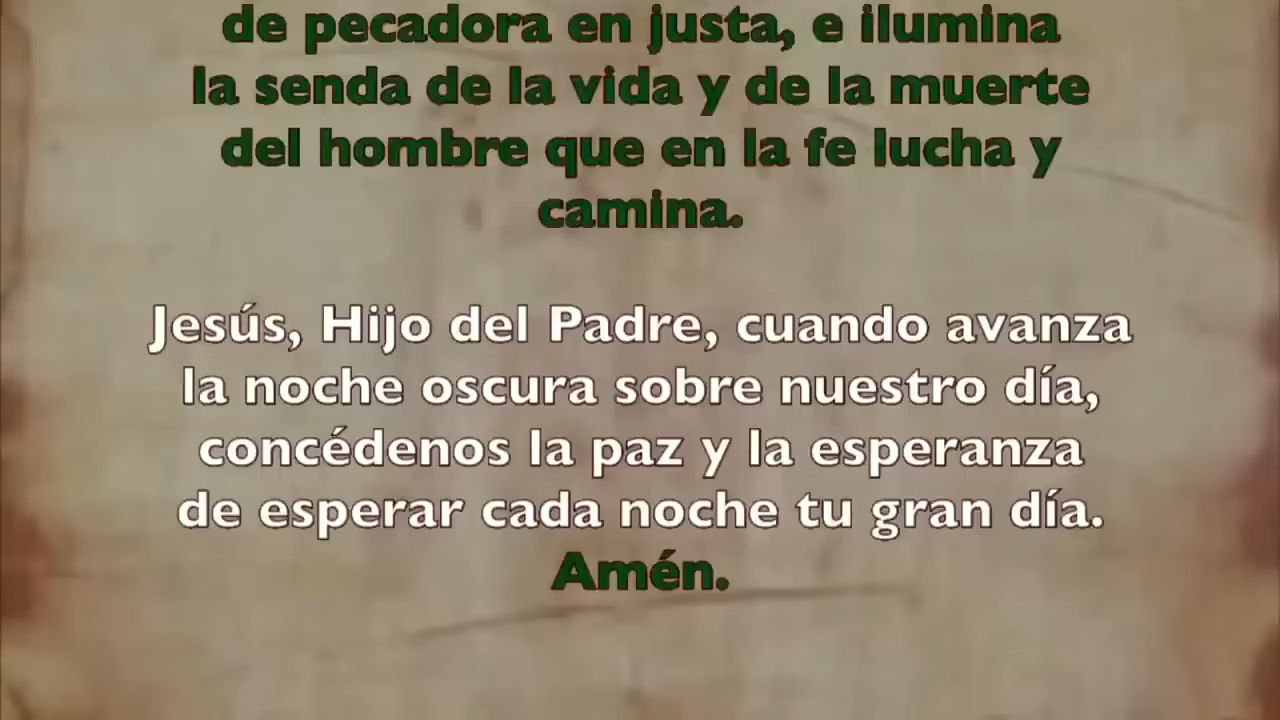 de pecadora en justa, e ilumina
la senda de la vida y de la muerte
del hombre que en la fe lucha y
camina.
Jesús, Hijo del Padre, cuando avanza
la noche oscura sobre nuestro día,
concédenos la paz y la esperanza
de esperar cada noche tu gran día.
Amén.